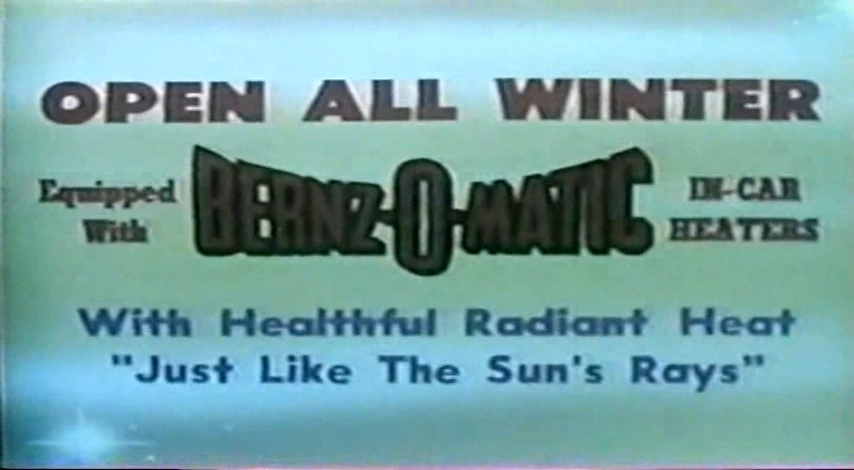 OPEN ALL WINTER
Equipped With BERNZ-O-MATIC IN-CAR HEATERS
With Healthful Radiant Heat
"Just Like The Sun's Rays"